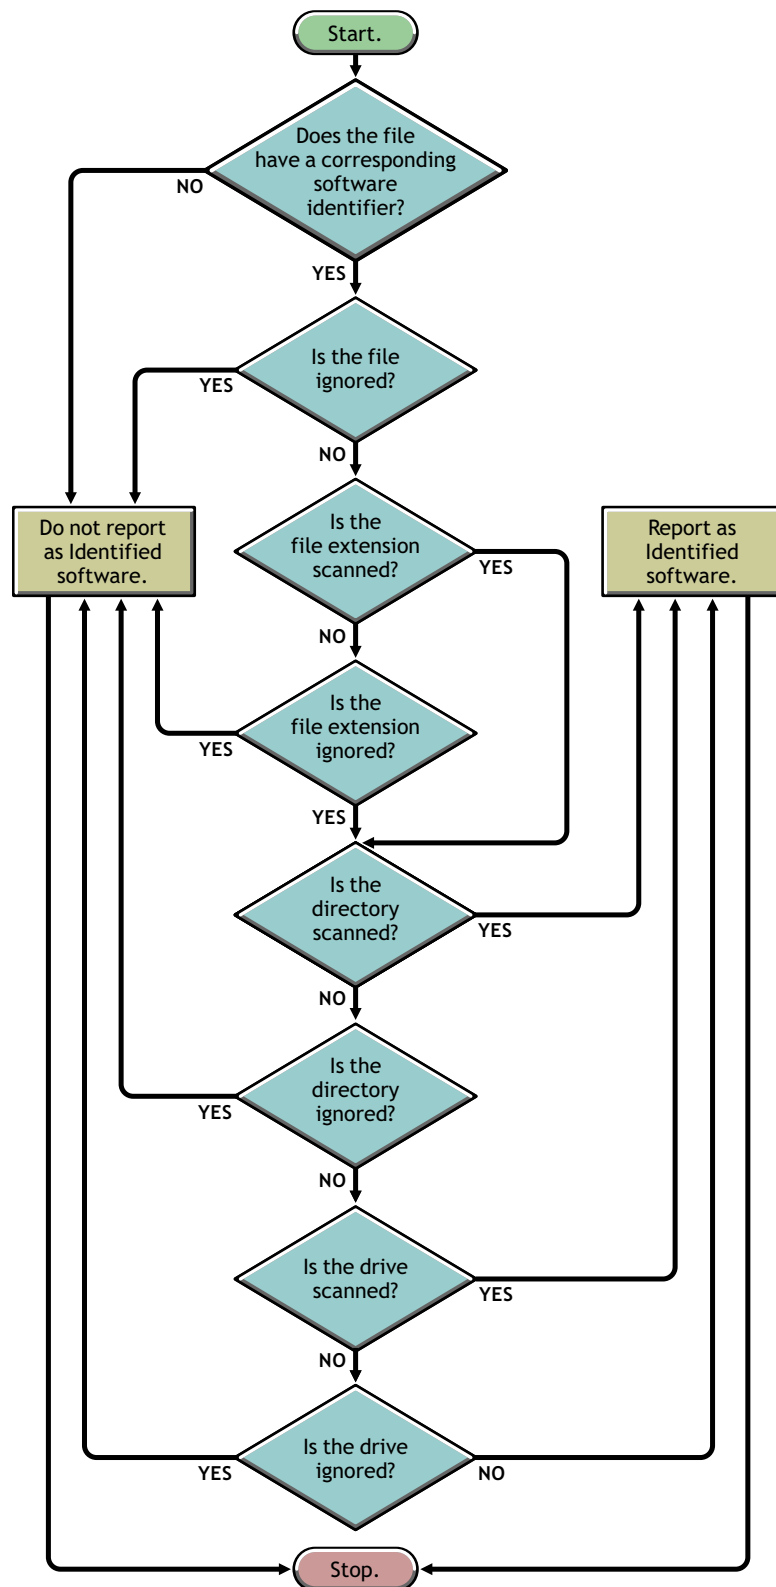 Start.
Does the file
have a corresponding
software
identifier?
NO
YES
Is the file
ignored?
YES
NO
Do not report
as Identified
software.
Is the
file extension
scanned?
YES
Report as
Identified
software.
NO
Is the
file extension
ignored?
YES
YES
Is the
directory
scanned?
YES
NO
Is the
directory
ignored?
YES
NO
Is the drive
scanned?
YES
NO
Is the drive
ignored?
YES
NO
Stop.